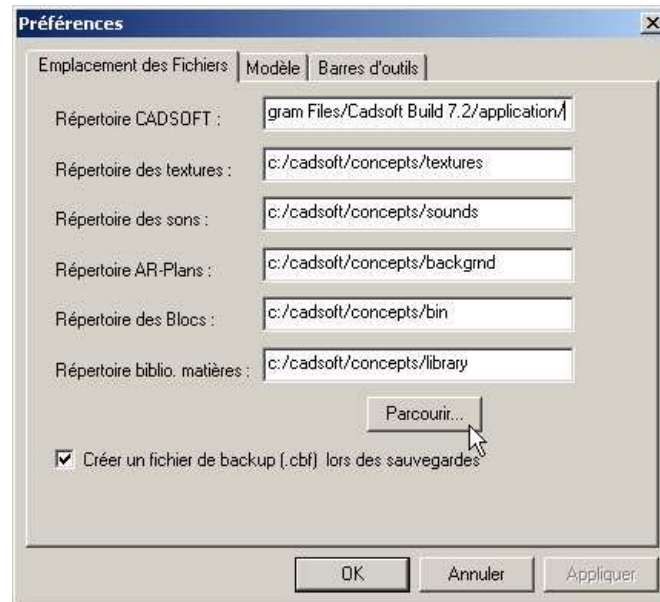 Préférences
Emplacement des Fichiers Modèle Barres d'outils
Répertoire CADSOFT : gram Files/Cadsoft Build 7.2/application/
Répertoire des textures : c:/cadsoft/concepts/textures
Répertoire des sons : c:/cadsoft/concepts/sounds
Répertoire AR-Plans : c:/cadsoft/concepts/backgrnd
Répertoire des Blocs : c:/cadsoft/concepts/bin
Répertoire biblio. matières : c:/cadsoft/concepts/library
Parcourir...
Créer un fichier de backup (.cbf) lors des sauvegardes
OK Annuler Appliquer